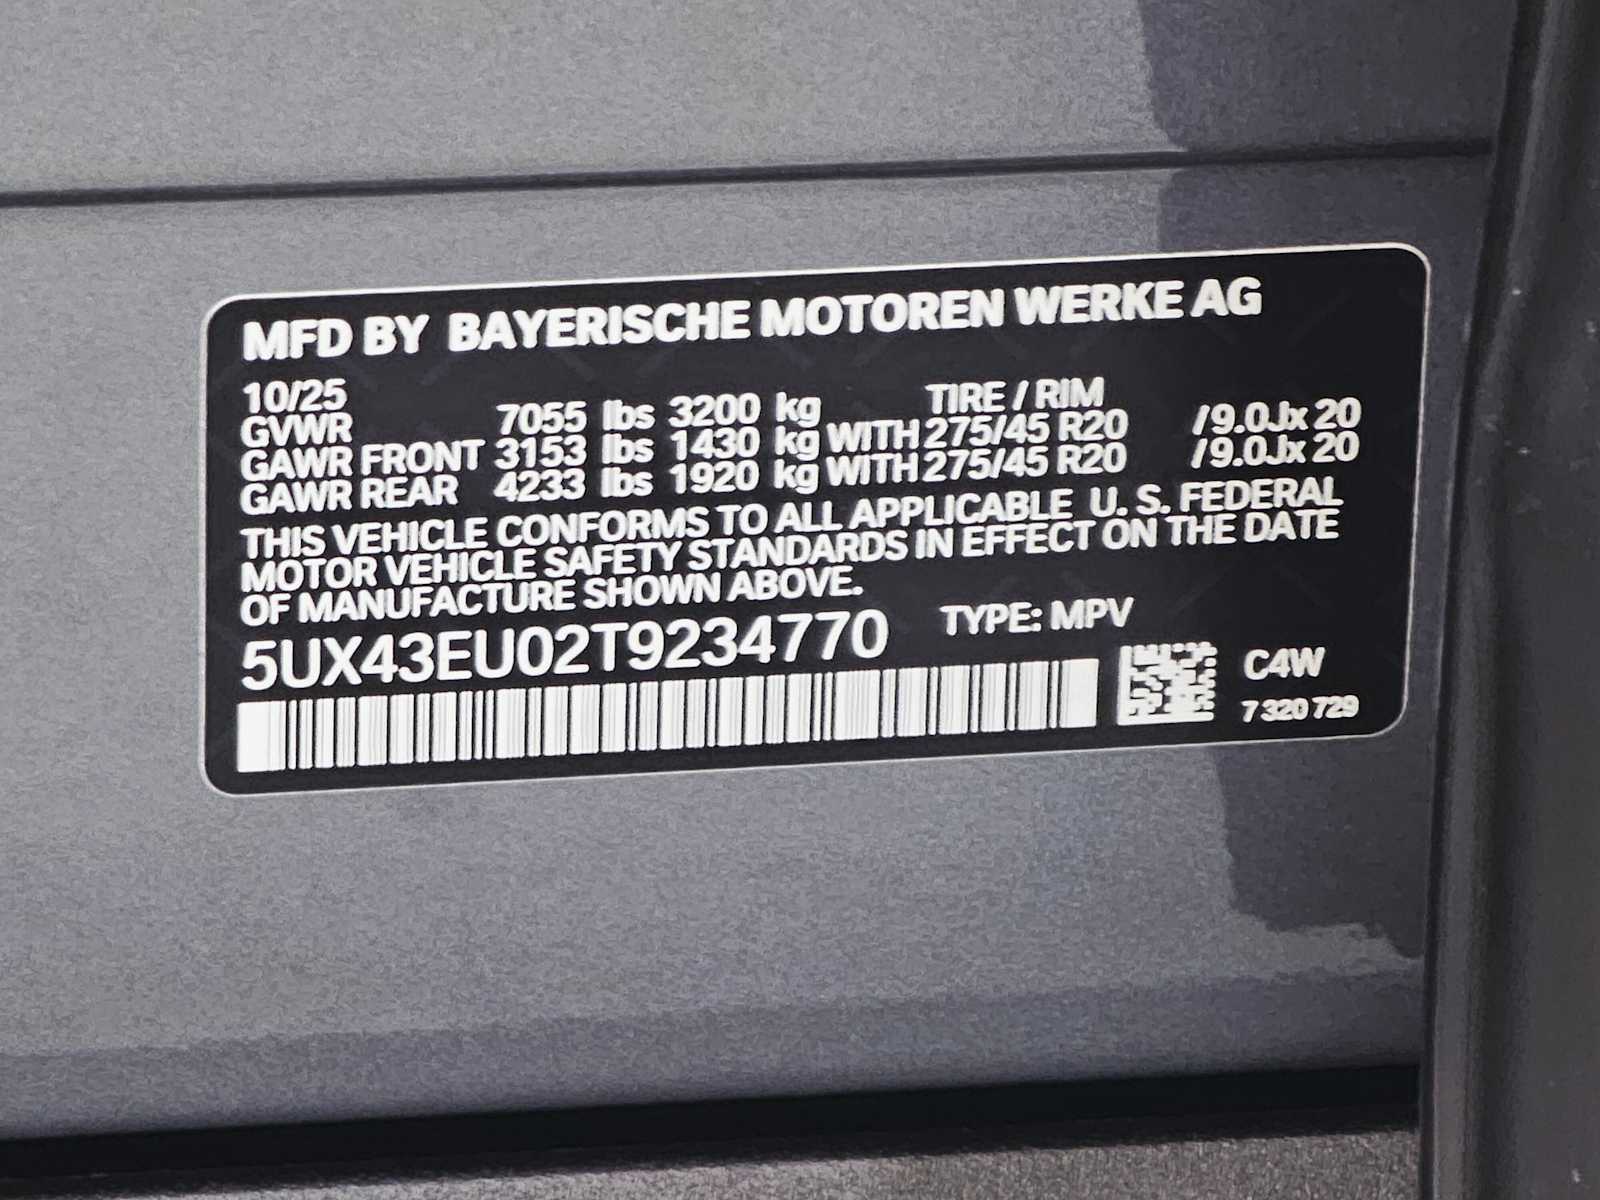 MFD BY BAYERISCHE MOTOREN WERKE AG
10/25 TIRE / RIM
GVWR 7055 lbs 3200 kg
GAWR FRONT 3153 lbs 1430 kg WITH 275/45 R20 / 9.0Jx 20
GAWR REAR 4233 lbs 1920 kg WITH 275/45 R20 / 9.0Jx 20
THIS VEHICLE CONFORMS TO ALL APPLICABLE U. S. FEDERAL
MOTOR VEHICLE SAFETY STANDARDS IN EFFECT ON THE DATE
OF MANUFACTURE SHOWN ABOVE.
5UX43EU02T9234770 TYPE: MPV
C4W
7 320 729